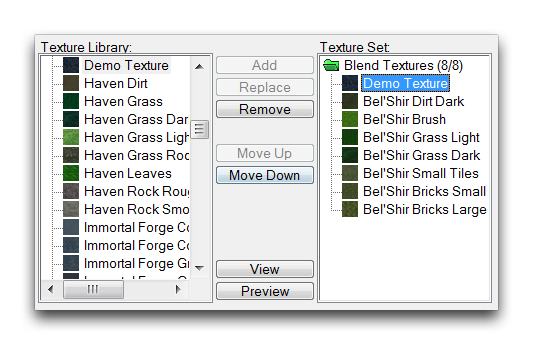 Texture Library:
Demo Texture
Haven Dirt
Haven Grass
Haven Grass Dar
Haven Grass Ligh
Haven Grass Roc
Haven Leaves
Haven Rock Roug
Haven Rock Smo
Immortal Forge Co
Immortal Forge Co
Immortal Forge Gr
Add
Replace
Remove
Move Up
Move Down
View
Preview
Texture Set:
Blend Textures (8/8)
Demo Texture
Bel'Shir Dirt Dark
Bel'Shir Brush
Bel'Shir Grass Light
Bel'Shir Grass Dark
Bel'Shir Small Tiles
Bel'Shir Bricks Small
Bel'Shir Bricks Large